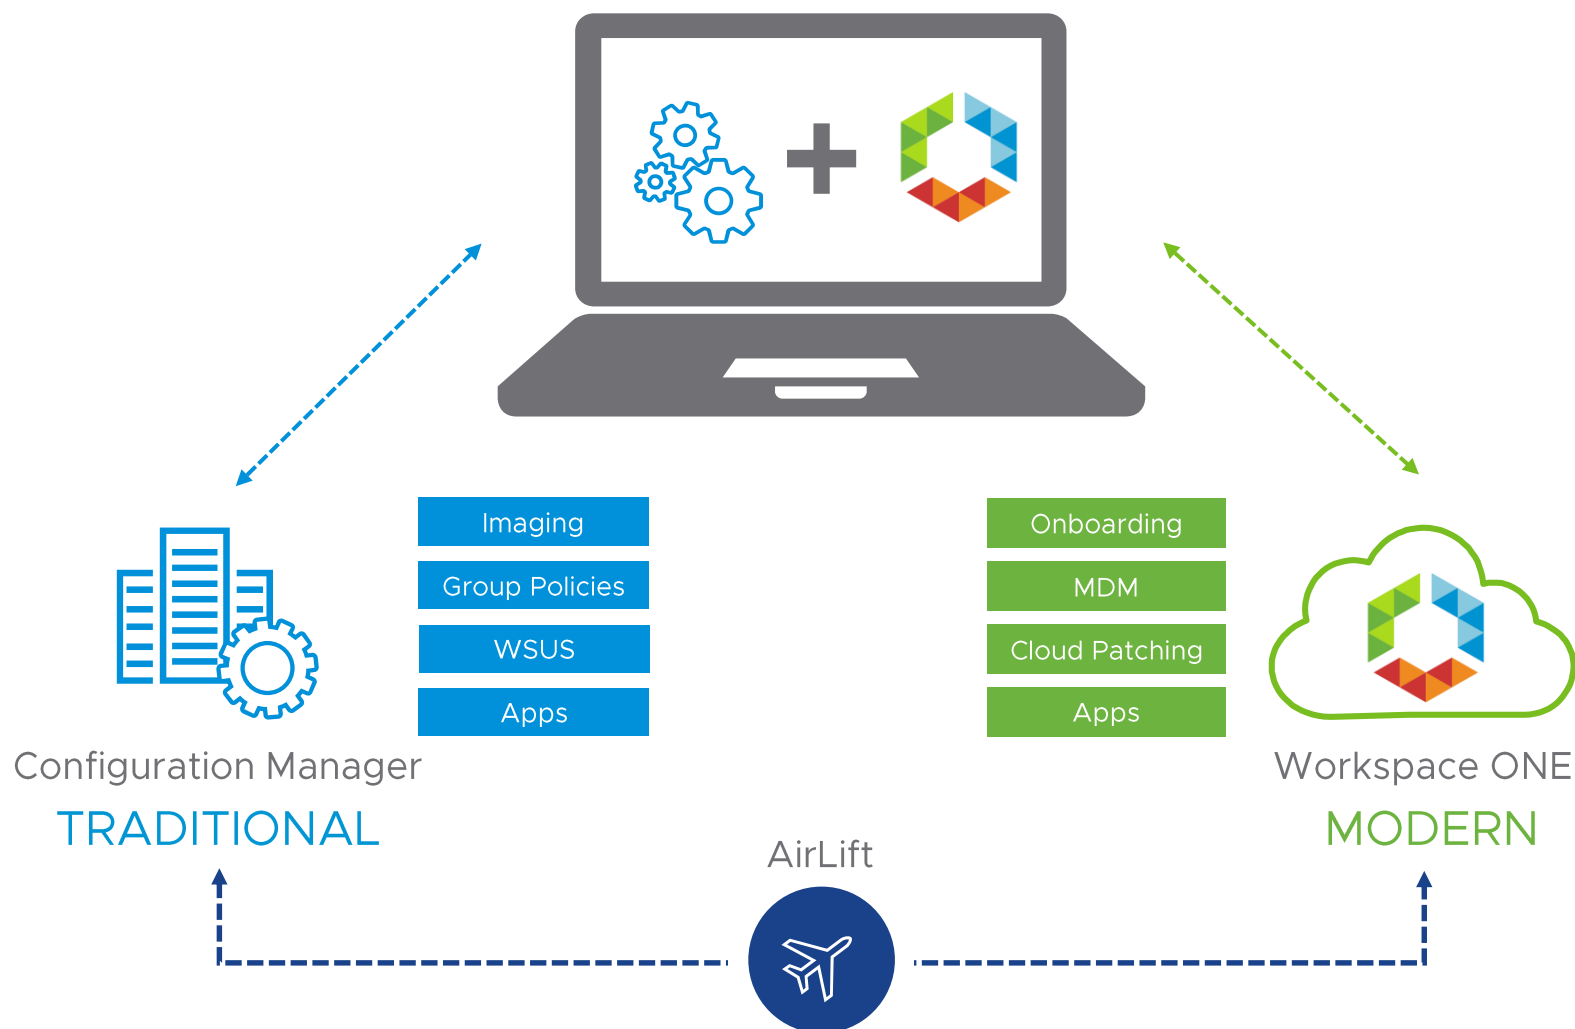 Imaging
Group Policies
WSUS
Apps
Onboarding
MDM
Cloud Patching
Apps
Configuration Manager
TRADITIONAL
Workspace ONE
MODERN
AirLift